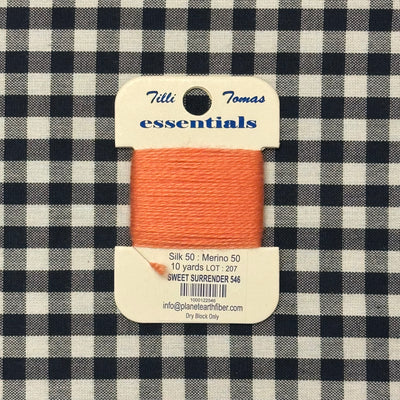 Tilli Tomas
essentials
Silk 50 : Merino 50
10 yards LOT : 207
SWEET SURRENDER 546
info@planetearthfiber.com
Dry Block Only